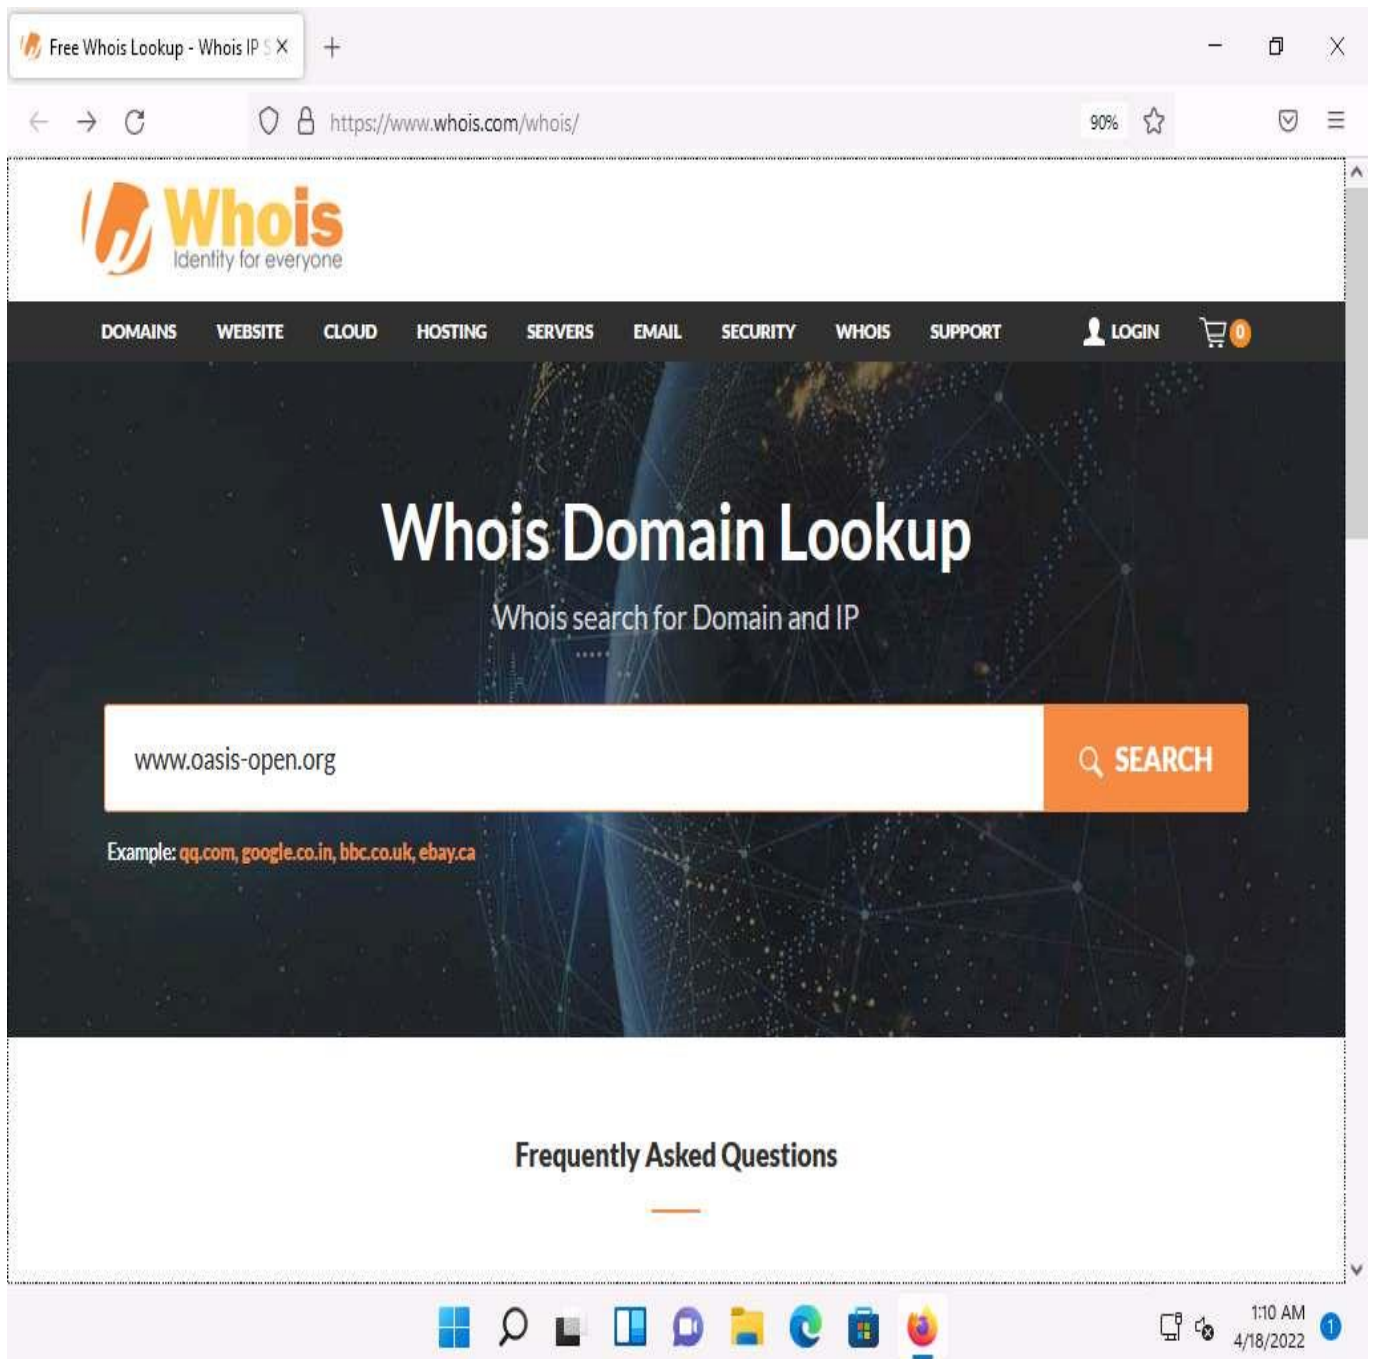 Free Whois Lookup - Whois IP S
https://www.whois.com/whois/
90%
Whois
Identity for everyone
DOMAINS WEBSITE CLOUD HOSTING SERVERS EMAIL SECURITY WHOIS SUPPORT LOGIN 0
Whois Domain Lookup
Whois search for Domain and IP
www.oasis-open.org SEARCH
Example: qq.com, google.co.in, bbc.co.uk, ebay.ca
Frequently Asked Questions
1:10 AM
4/18/2022 1